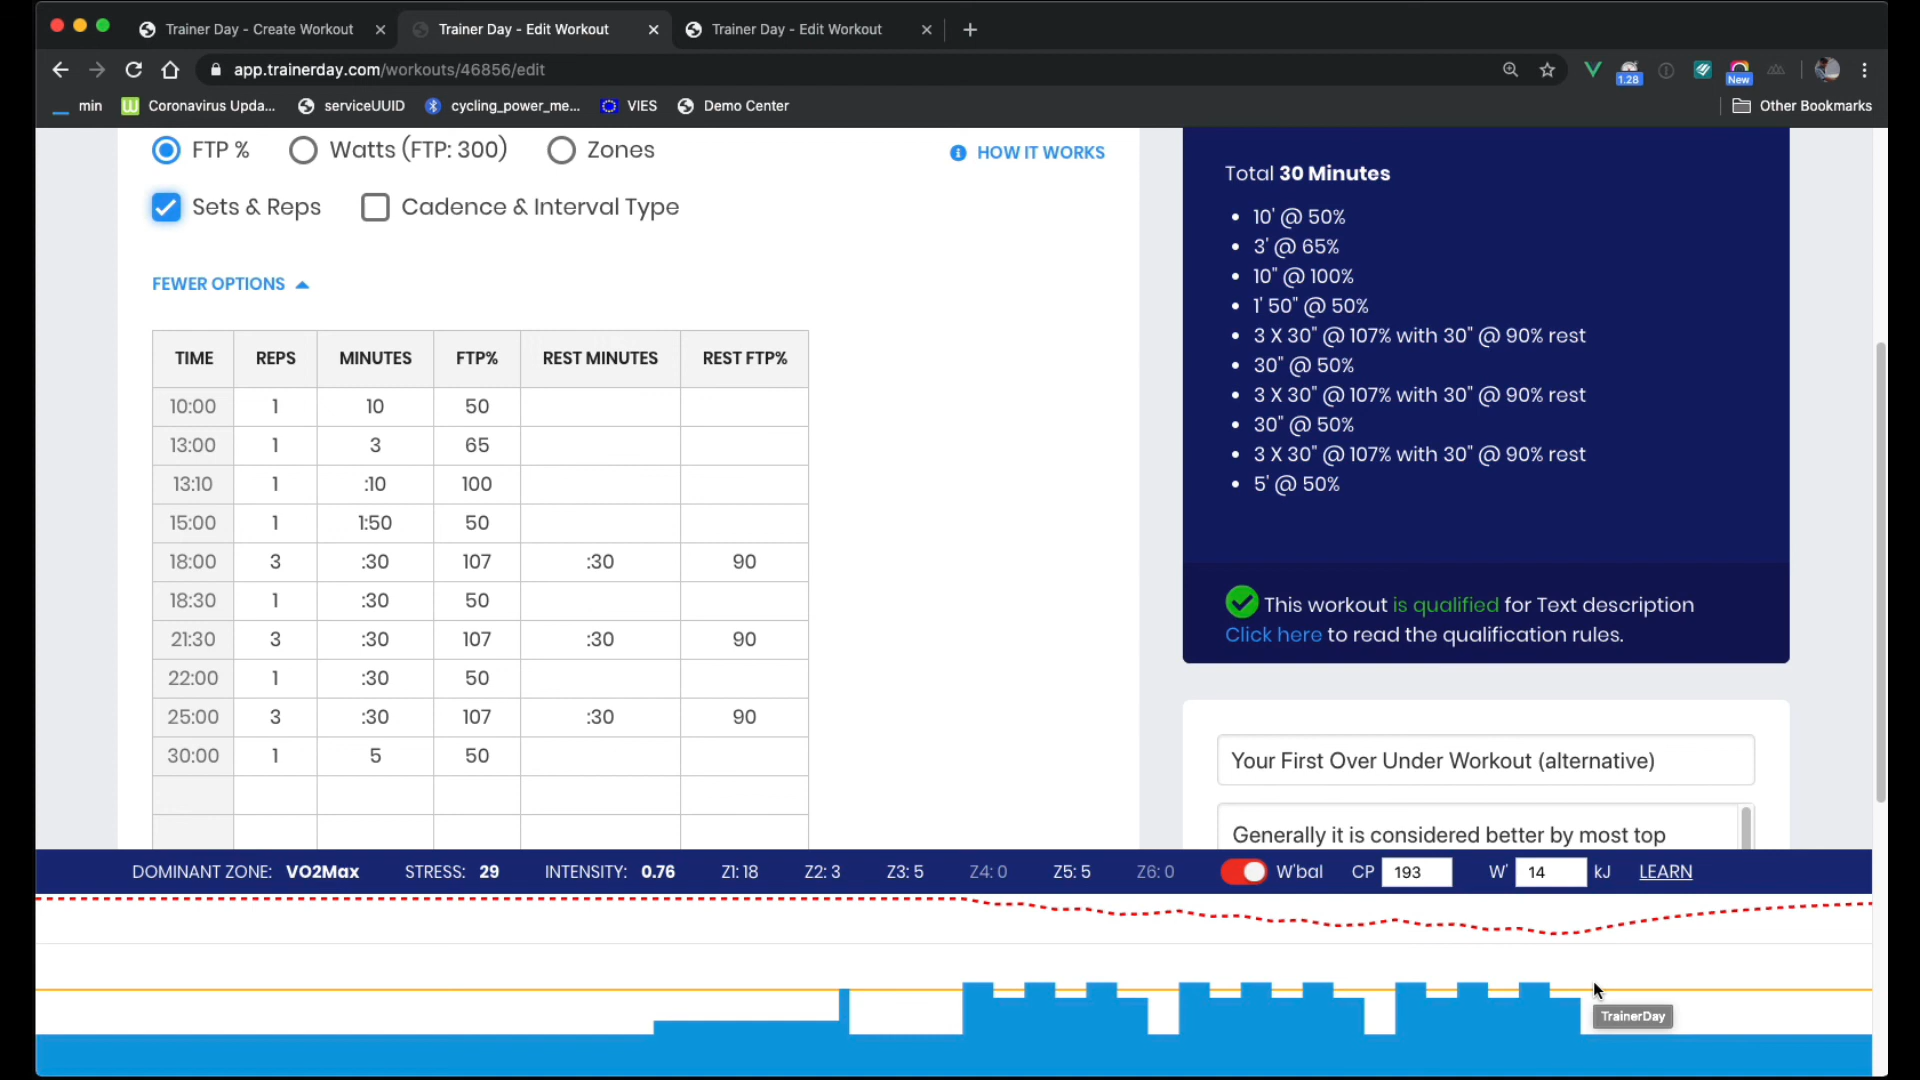 Trainer Day - Create Workout
Trainer Day - Edit Workout
Trainer Day - Edit Workout
app.trainerday.com/workouts/46856/edit
1.28
New
min
Coronavirus Upda...
serviceUUID
cycling_power_me...
VIES
Demo Center
Other Bookmarks
FTP %
Watts (FTP: 300)
Zones
HOW IT WORKS
Sets & Reps
Cadence & Interval Type
FEWER OPTIONS
TIME REPS MINUTES FTP% REST MINUTES REST FTP%
10:00 1 10 50
13:00 1 3 65
13:10 1 :10 100
15:00 1 1:50 50
18:00 3 :30 107 :30 90
18:30 1 :30 50
21:30 3 :30 107 :30 90
22:00 1 :30 50
25:00 3 :30 107 :30 90
30:00 1 5 50
Total 30 Minutes
• 10' @ 50%
• 3' @ 65%
• 10" @ 100%
• 1' 50" @ 50%
• 3 X 30" @ 107% with 30" @ 90% rest
• 30" @ 50%
• 3 X 30" @ 107% with 30" @ 90% rest
• 30" @ 50%
• 3 X 30" @ 107% with 30" @ 90% rest
• 5' @ 50%
This workout is qualified for Text description
Click here to read the qualification rules.
Your First Over Under Workout (alternative)
Generally it is considered better by most top
DOMINANT ZONE: VO2Max STRESS: 29 INTENSITY: 0.76 Z1: 18 Z2: 3 Z3: 5 Z4: 0 Z5: 5 Z6: 0 W'bal CP 193 W' 14 kJ LEARN
TrainerDay